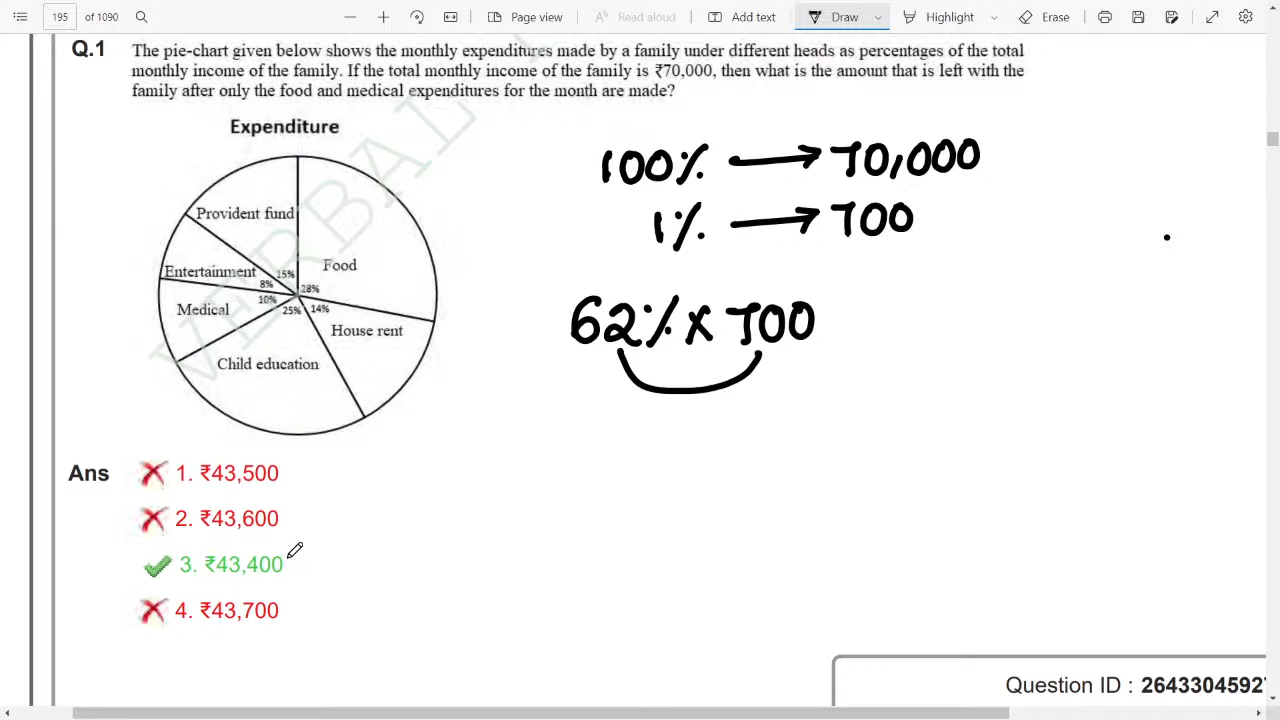 195 of 1090
Page view
Read aloud
Add text
Draw
Highlight
Erase
Q.1 The pie-chart given below shows the monthly expenditures made by a family under different heads as percentages of the total
monthly income of the family. If the total monthly income of the family is ₹70,000, then what is the amount that is left with the
family after only the food and medical expenditures for the month are made?
Expenditure
Provident fund
15%
Food
28%
Entertainment
8%
Medical
10%
25%
14%
House rent
Child education
VERBAL
100% → 70,000
1% → 700
62% x 700
Ans
1. ₹43,500
2. ₹43,600
3. ₹43,400
4. ₹43,700
Question ID : 2643304592